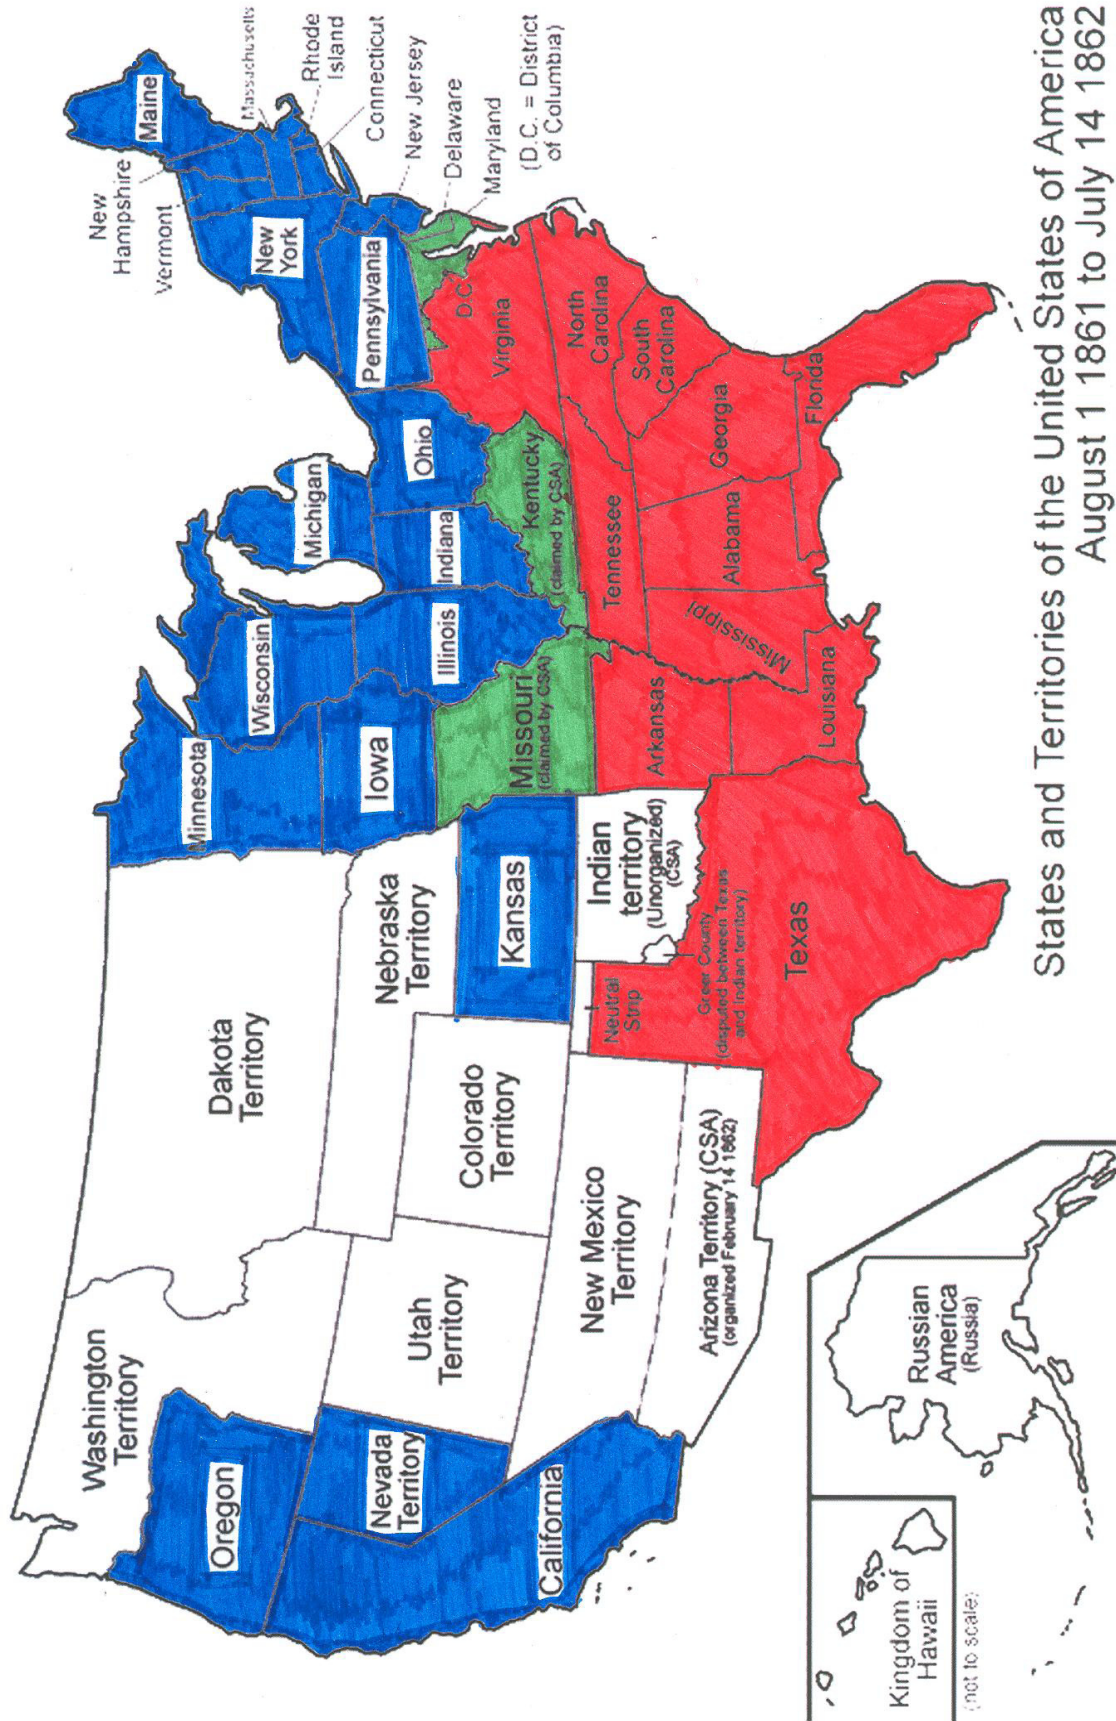 Washington
Territory
Oregon
Nevada
Territory
California
Utah
Territory
Dakota
Territory
Nebraska
Territory
Colorado
Territory
Kansas
New Mexico
Territory
Arizona Territory (CSA)
(organized February 14 1862)
Indian
territory
(Unorganized)
(CSA)
Neutral
Strip
Greer County
(disputed between Texas
and Indian territory)
Texas
Minnesota
Wisconsin
Iowa
Illinois
Indiana
Michigan
Ohio
Missouri
(claimed by CSA)
Kentucky
(claimed by CSA)
Arkansas
Louisiana
Tennessee
Mississippi
Alabama
Georgia
Florida
South
Carolina
North
Carolina
Virginia
D.C.
Pennsylvania
New
York
Maine
New
Hampshire
Vermont
Massachusetts
Rhode
Island
Connecticut
New Jersey
Delaware
Maryland
(D.C. = District
of Columbia)
Kingdom of
Hawaii
(not to scale)
Russian
America
(Russia)
States and Territories of the United States of America
August 1 1861 to July 14 1862